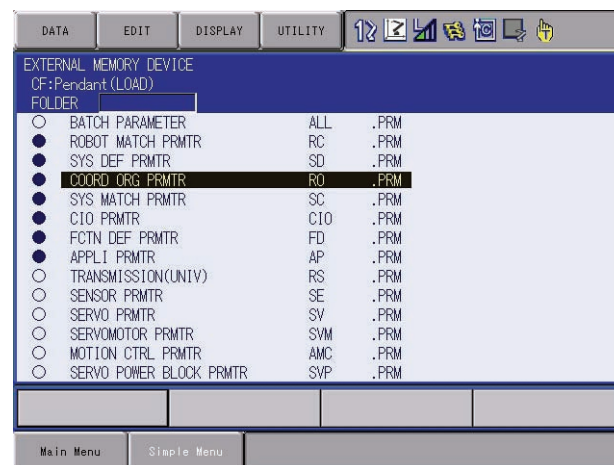 DATA EDIT DISPLAY UTILITY
EXTERNAL MEMORY DEVICE
CF:Pendant(LOAD)
FOLDER
BATCH PARAMETER ALL .PRM
ROBOT MATCH PRMTR RC .PRM
SYS DEF PRMTR SD .PRM
COORD ORG PRMTR RO .PRM
SYS MATCH PRMTR SC .PRM
CIO PRMTR CIO .PRM
FCTN DEF PRMTR FD .PRM
APPLI PRMTR AP .PRM
TRANSMISSION(UNIV) RS .PRM
SENSOR PRMTR SE .PRM
SERVO PRMTR SV .PRM
SERVOMOTOR PRMTR SVM .PRM
MOTION CTRL PRMTR AMC .PRM
SERVO POWER BLOCK PRMTR SVP .PRM
Main Menu Simple Menu